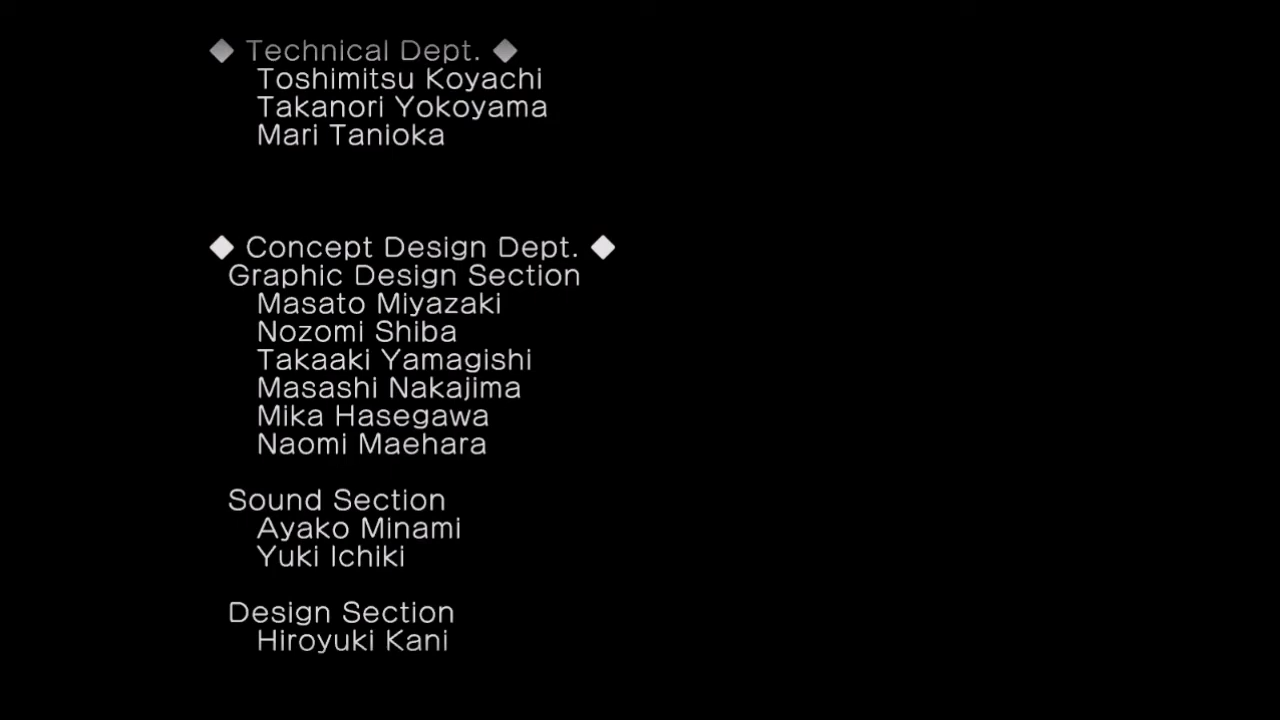 ◆ Technical Dept. ◆
Toshimitsu Koyachi
Takanori Yokoyama
Mari Tanioka
◆ Concept Design Dept. ◆
Graphic Design Section
Masato Miyazaki
Nozomi Shiba
Takaaki Yamagishi
Masashi Nakajima
Mika Hasegawa
Naomi Maehara
Sound Section
Ayako Minami
Yuki Ichiki
Design Section
Hiroyuki Kani